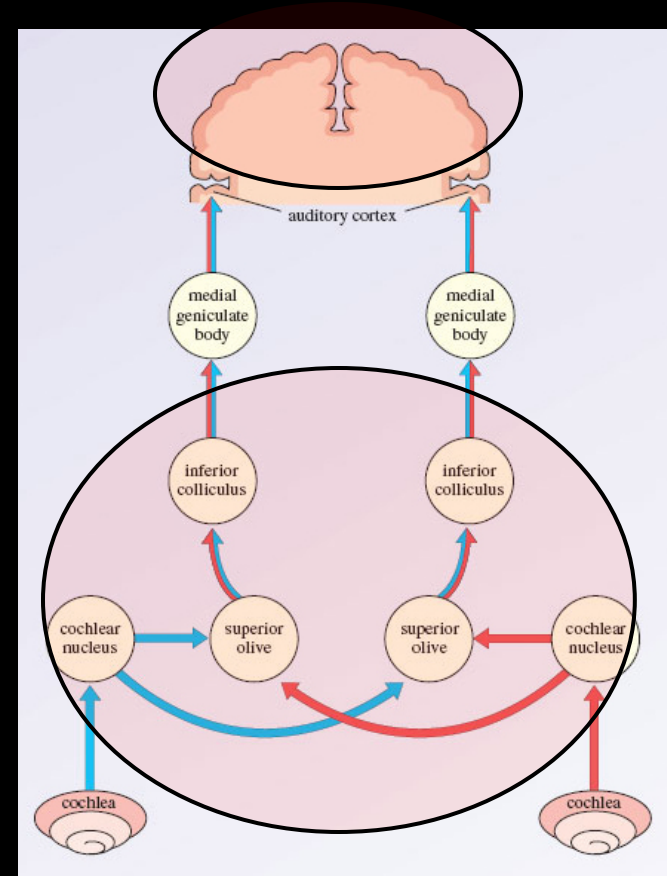 auditory cortex
medial
geniculate
body
medial
geniculate
body
inferior
colliculus
inferior
colliculus
cochlear
nucleus
superior
olive
superior
olive
cochlear
nucleus
cochlea
cochlea